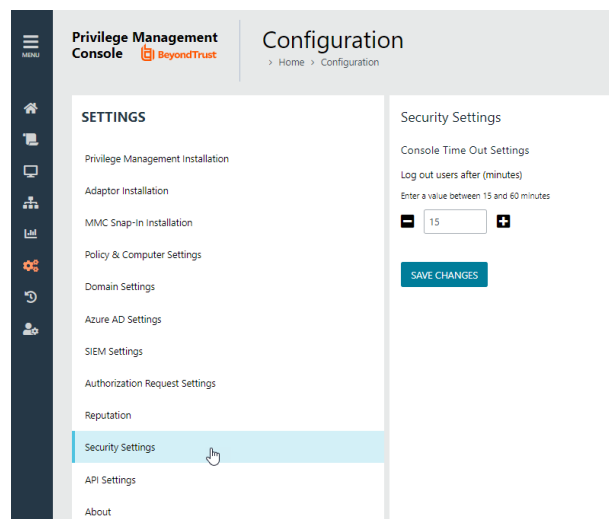 MENU
Privilege Management
Console BeyondTrust
Configuration
› Home › Configuration
SETTINGS
Privilege Management Installation
Adaptor Installation
MMC Snap-In Installation
Policy & Computer Settings
Domain Settings
Azure AD Settings
SIEM Settings
Authorization Request Settings
Reputation
Security Settings
API Settings
About
Security Settings
Console Time Out Settings
Log out users after (minutes)
Enter a value between 15 and 60 minutes
15
SAVE CHANGES